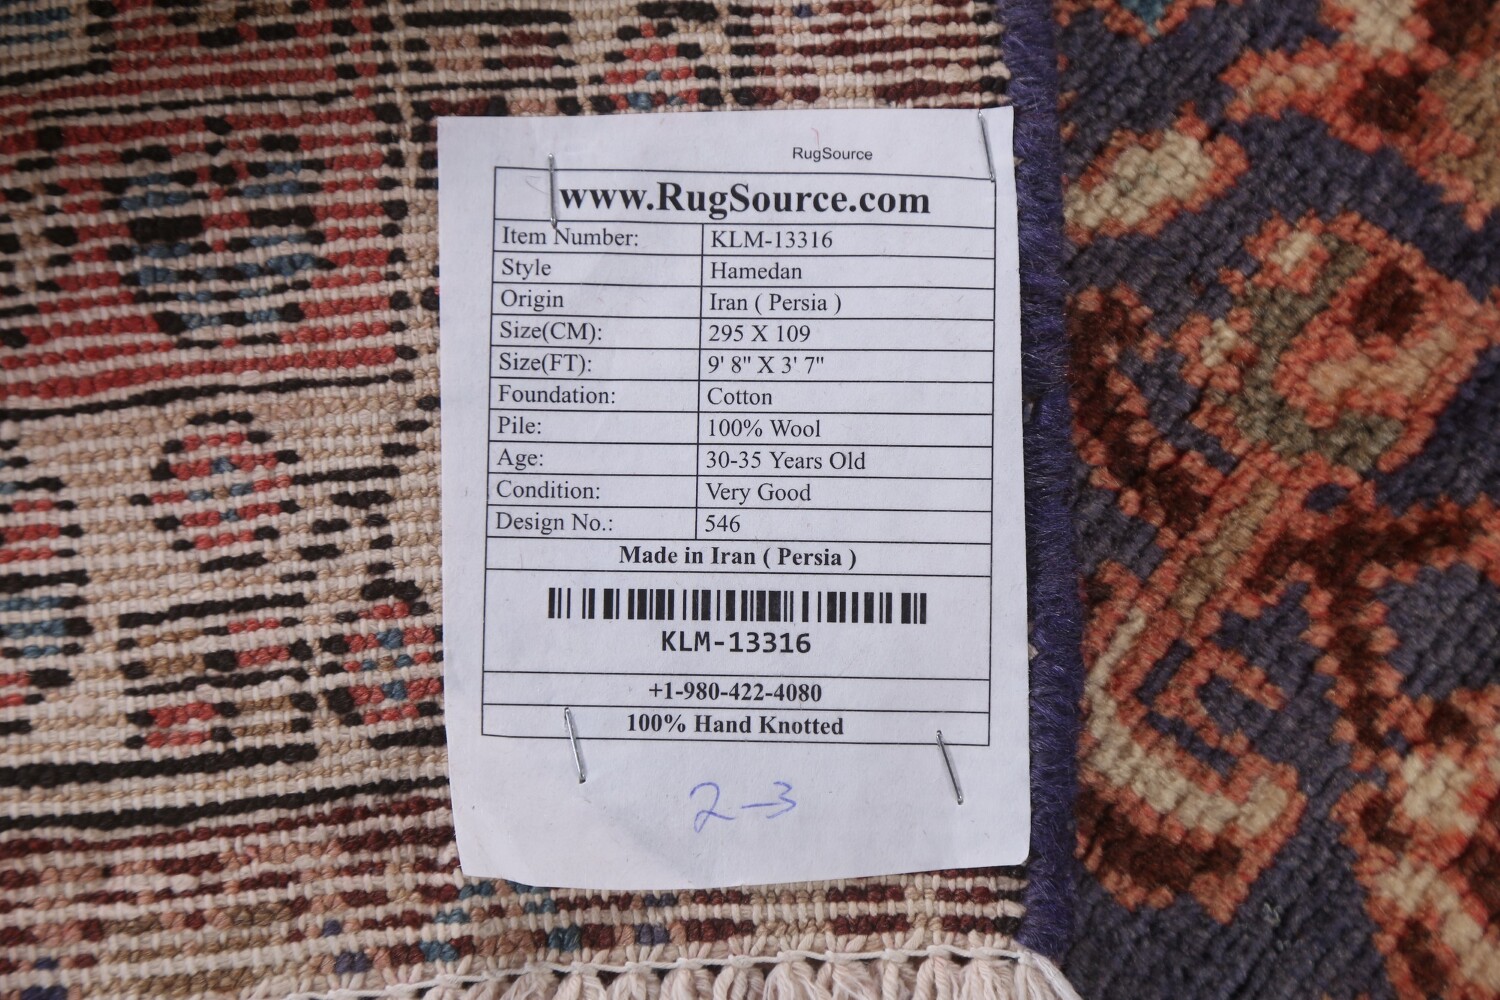 RugSource
www.RugSource.com
Item Number: KLM-13316
Style Hamedan
Origin Iran ( Persia )
Size(CM): 295 X 109
Size(FT): 9' 8" X 3' 7"
Foundation: Cotton
Pile: 100% Wool
Age: 30-35 Years Old
Condition: Very Good
Design No.: 546
Made in Iran ( Persia )
KLM-13316
+1-980-422-4080
100% Hand Knotted
2-3